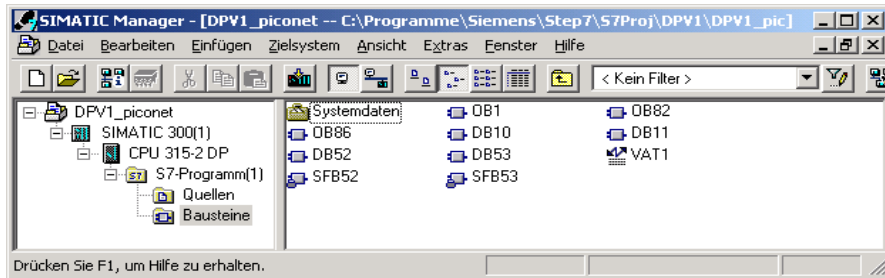 SIMATIC Manager - [DPV1_piconet -- C:\Programme\Siemens\Step7\S7Proj\DPV1\DPV1_pic]
Datei Bearbeiten Einfügen Zielsystem Ansicht Extras Fenster Hilfe
< Kein Filter >
DPV1_piconet
SIMATIC 300(1)
CPU 315-2 DP
S7-Programm(1)
Quellen
Bausteine
Systemdaten OB1 OB82
OB86 DB10 DB11
DB52 DB53 VAT1
SFB52 SFB53
Drücken Sie F1, um Hilfe zu erhalten.